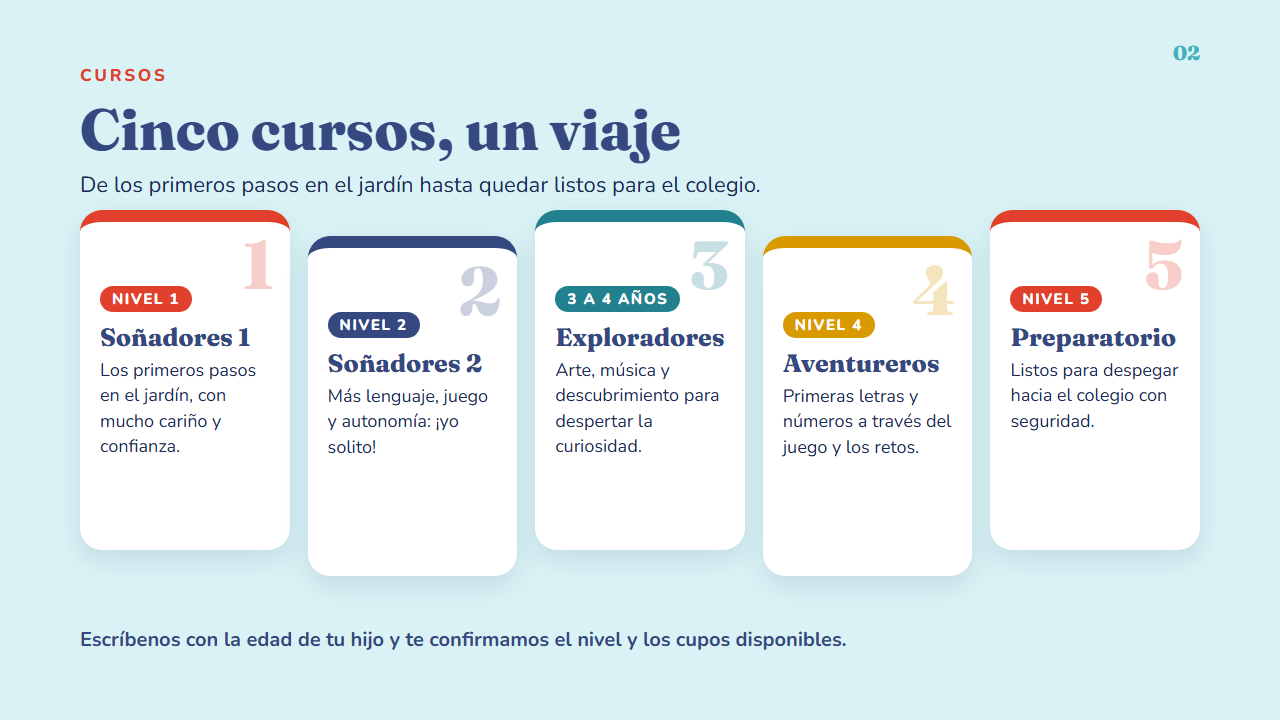 02
CURSOS
Cinco cursos, un viaje
De los primeros pasos en el jardín hasta quedar listos para el colegio.
1
NIVEL 1
Soñadores 1
Los primeros pasos
en el jardín, con
mucho cariño y
confianza.
2
NIVEL 2
Soñadores 2
Más lenguaje, juego
y autonomía: ¡yo
solito!
3
3 A 4 AÑOS
Exploradores
Arte, música y
descubrimiento para
despertar la
curiosidad.
4
NIVEL 4
Aventureros
Primeras letras y
números a través del
juego y los retos.
5
NIVEL 5
Preparatorio
Listos para despegar
hacia el colegio con
seguridad.
Escríbenos con la edad de tu hijo y te confirmamos el nivel y los cupos disponibles.